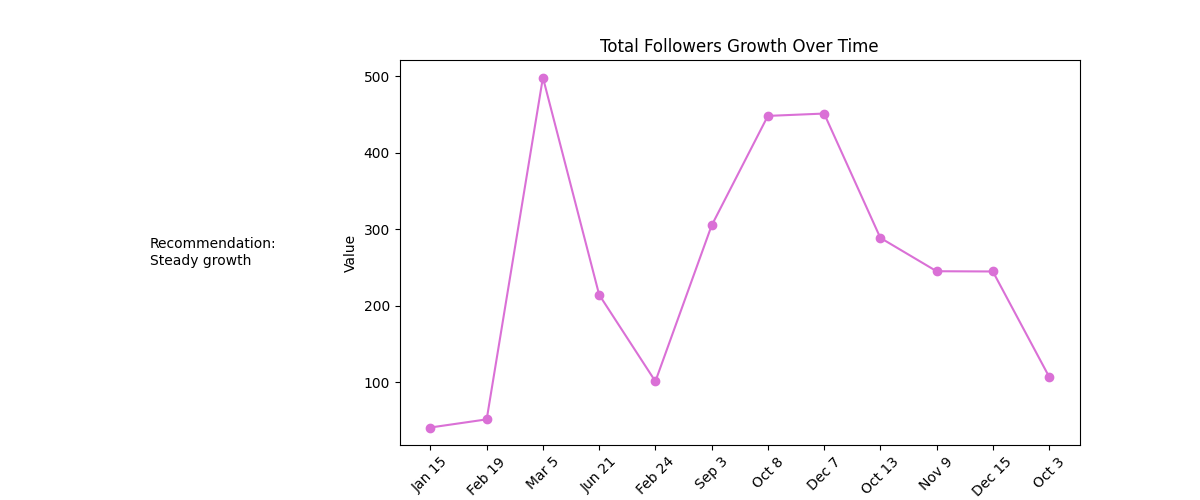 Total Followers Growth Over Time
Recommendation:
Steady growth
Value
500
400
300
200
100
Jan 15
Feb 19
Mar 5
Jun 21
Feb 24
Sep 3
Oct 8
Dec 7
Oct 13
Nov 9
Dec 15
Oct 3